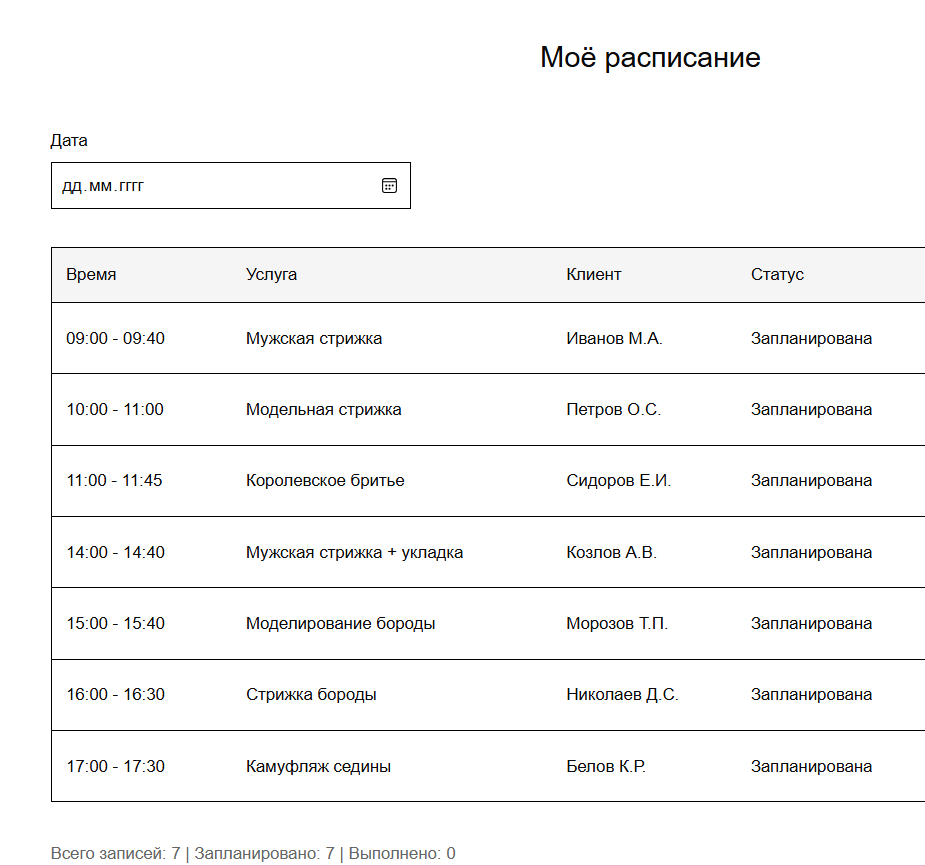 Моё расписание
Дата
дд.мм.гггг
Время Услуга Клиент Статус
09:00 - 09:40 Мужская стрижка Иванов М.А. Запланирована
10:00 - 11:00 Модельная стрижка Петров О.С. Запланирована
11:00 - 11:45 Королевское бритье Сидоров Е.И. Запланирована
14:00 - 14:40 Мужская стрижка + укладка Козлов А.В. Запланирована
15:00 - 15:40 Моделирование бороды Морозов Т.П. Запланирована
16:00 - 16:30 Стрижка бороды Николаев Д.С. Запланирована
17:00 - 17:30 Камуфляж седины Белов К.Р. Запланирована
Всего записей: 7 | Запланировано: 7 | Выполнено: 0